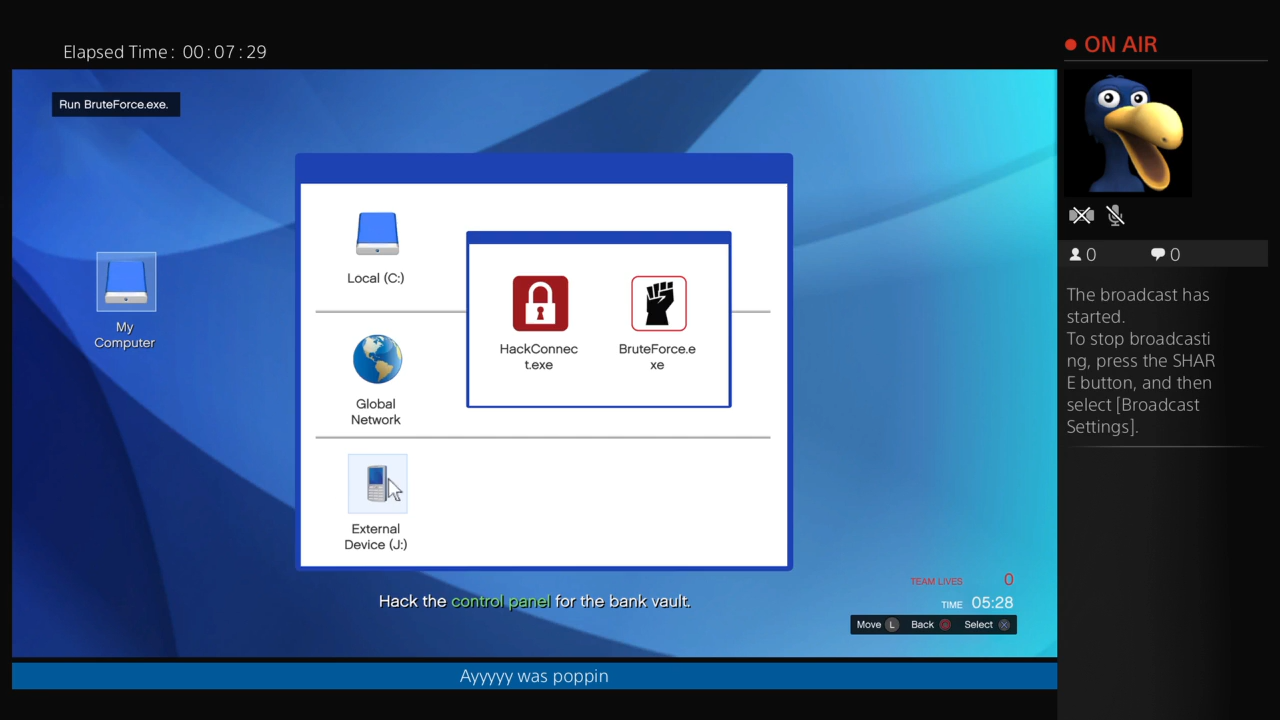 Elapsed Time: 00:07:29
ON AIR
Run BruteForce.exe.
My
Computer
Local (C:)
HackConnec
t.exe
BruteForce.e
xe
Global
Network
External
Device (J:)
0
0
The broadcast has
started.
To stop broadcasti
ng, press the SHAR
E button, and then
select [Broadcast
Settings].
TEAM LIVES 0
TIME 05:28
Hack the control panel for the bank vault.
Move L Back Select
Ayyyyy was poppin